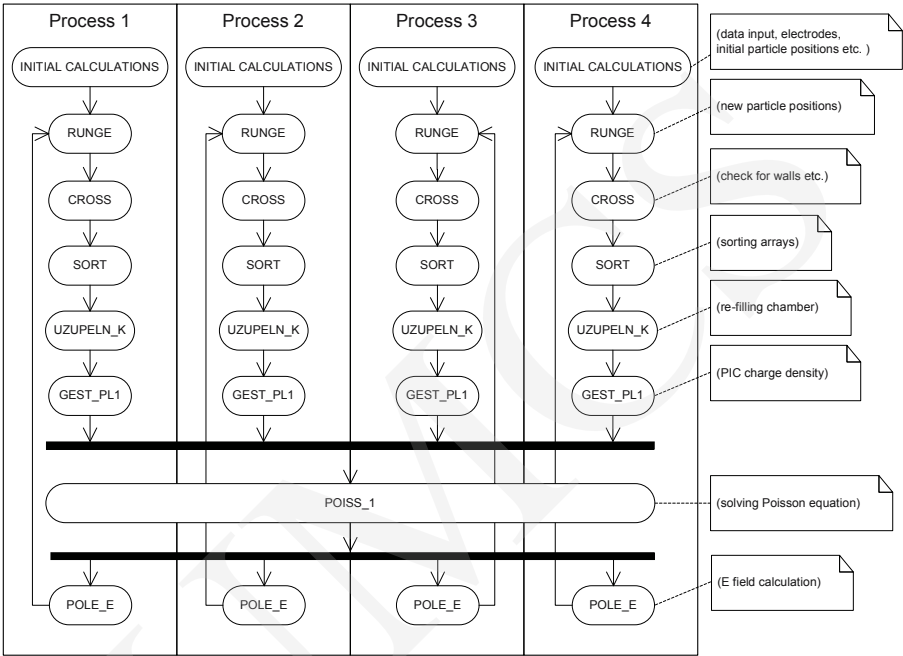 Process 1
Process 2
Process 3
Process 4
INITIAL CALCULATIONS
INITIAL CALCULATIONS
INITIAL CALCULATIONS
INITIAL CALCULATIONS
(data input, electrodes,
initial particle positions etc. )
RUNGE
RUNGE
RUNGE
RUNGE
(new particle positions)
CROSS
CROSS
CROSS
CROSS
(check for walls etc.)
SORT
SORT
SORT
SORT
(sorting arrays)
UZUPELN_K
UZUPELN_K
UZUPELN_K
UZUPELN_K
(re-filling chamber)
GEST_PL1
GEST_PL1
GEST_PL1
GEST_PL1
(PIC charge density)
POISS_1
(solving Poisson equation)
POLE_E
POLE_E
POLE_E
POLE_E
(E field calculation)
UMCS